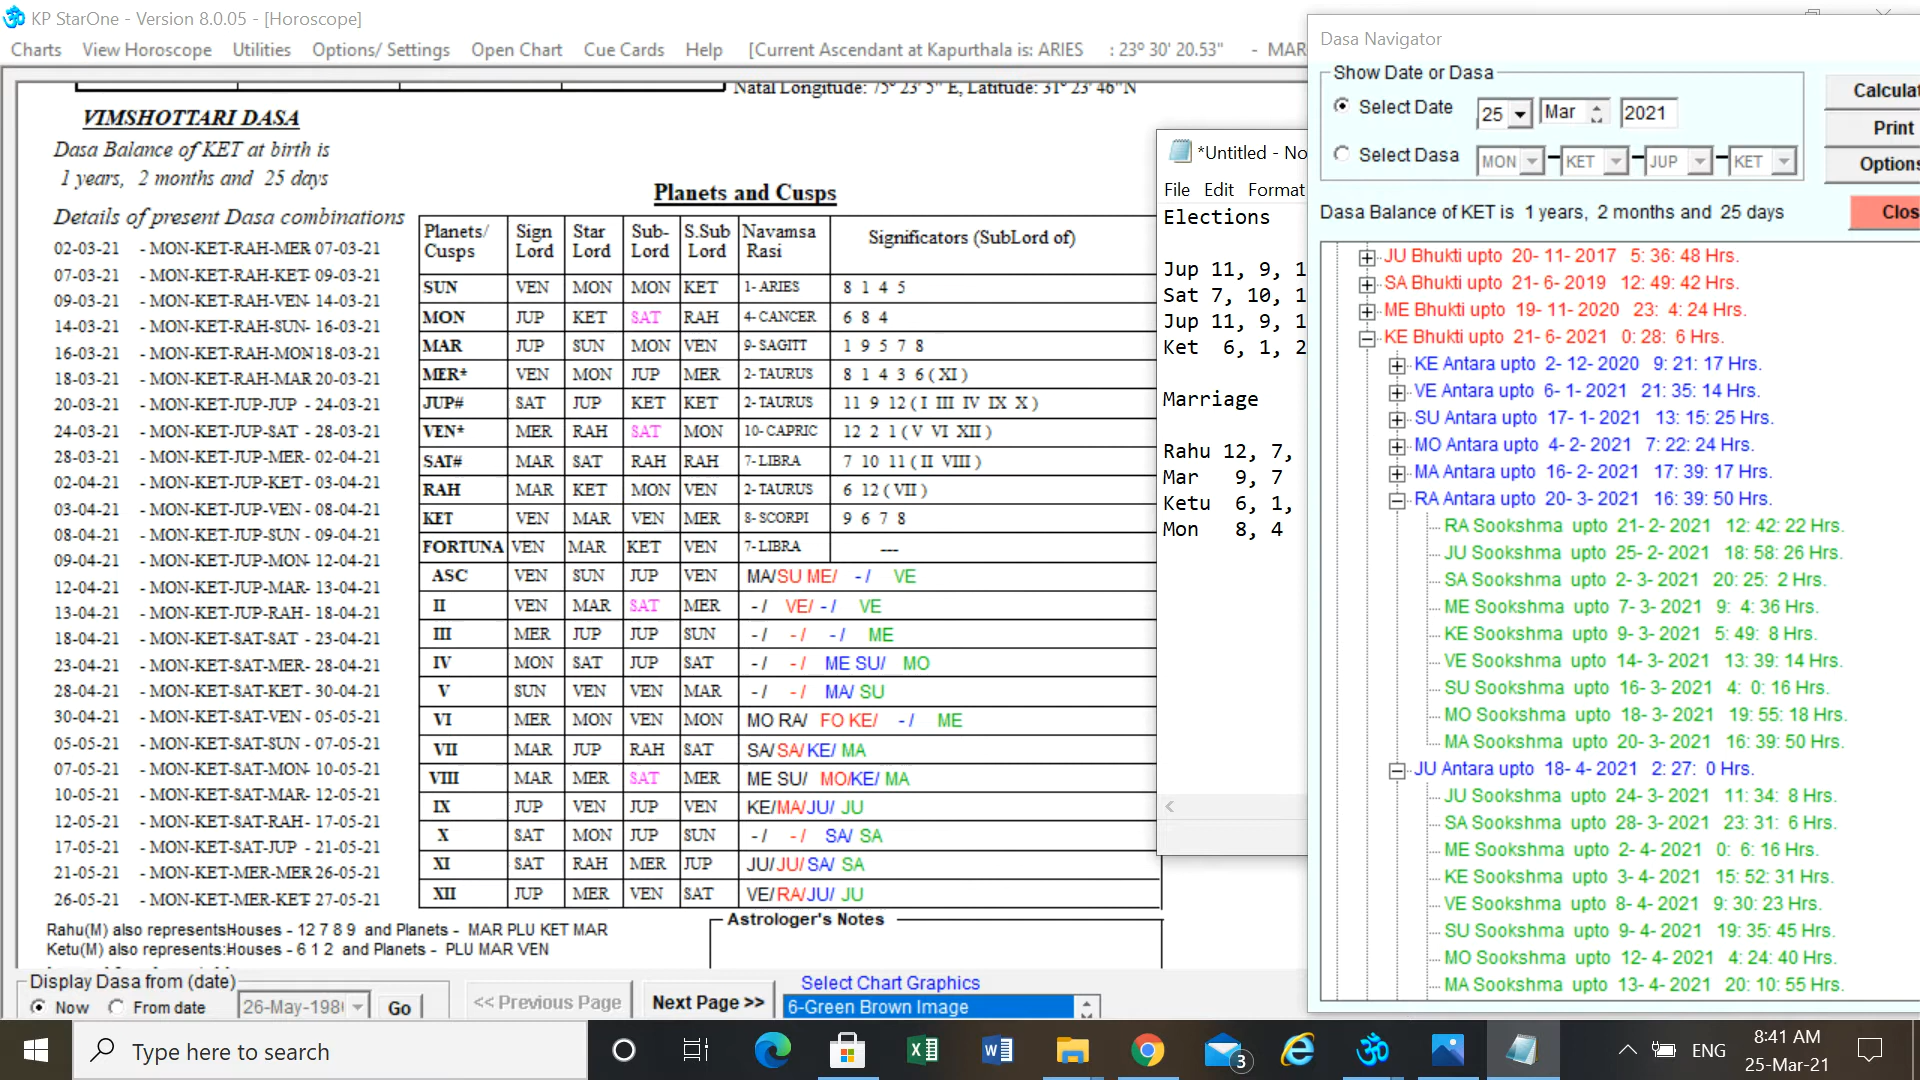 KP StarOne - Version 8.0.05 - [Horoscope]
Charts View Horoscope Utilities Options/ Settings Open Chart Cue Cards Help [Current Ascendant at Kapurthala is: ARIES : 23º 30' 20.53" - MAR
Natal Longitude: 75º 23' 5" E, Latitude: 31º 23' 46"N
VIMSHOTTARI DASA
Dasa Balance of KET at birth is
1 years, 2 months and 25 days
Details of present Dasa combinations
02-03-21 - MON-KET-RAH-MER 07-03-21
07-03-21 - MON-KET-RAH-KET- 09-03-21
09-03-21 - MON-KET-RAH-VEN- 14-03-21
14-03-21 - MON-KET-RAH-SUN- 16-03-21
16-03-21 - MON-KET-RAH-MON 18-03-21
18-03-21 - MON-KET-RAH-MAR 20-03-21
20-03-21 - MON-KET-JUP-JUP - 24-03-21
24-03-21 - MON-KET-JUP-SAT - 28-03-21
28-03-21 - MON-KET-JUP-MER- 02-04-21
02-04-21 - MON-KET-JUP-KET - 03-04-21
03-04-21 - MON-KET-JUP-VEN - 08-04-21
08-04-21 - MON-KET-JUP-SUN - 09-04-21
09-04-21 - MON-KET-JUP-MON- 12-04-21
12-04-21 - MON-KET-JUP-MAR- 13-04-21
13-04-21 - MON-KET-JUP-RAH - 18-04-21
18-04-21 - MON-KET-SAT-SAT - 23-04-21
23-04-21 - MON-KET-SAT-MER- 28-04-21
28-04-21 - MON-KET-SAT-KET - 30-04-21
30-04-21 - MON-KET-SAT-VEN - 05-05-21
05-05-21 - MON-KET-SAT-SUN - 07-05-21
07-05-21 - MON-KET-SAT-MON- 10-05-21
10-05-21 - MON-KET-SAT-MAR- 12-05-21
12-05-21 - MON-KET-SAT-RAH - 17-05-21
17-05-21 - MON-KET-SAT-JUP - 21-05-21
21-05-21 - MON-KET-MER-MER 26-05-21
26-05-21 - MON-KET-MER-KET 27-05-21
Planets and Cusps
Planets/ Cusps Sign Lord Star Lord Sub- Lord S.Sub Lord Navamsa Rasi Significators (SubLord of)
SUN VEN MON MON KET 1- ARIES 8 1 4 5
MON JUP KET SAT RAH 4- CANCER 6 8 4
MAR JUP SUN MON VEN 9- SAGITT 1 9 5 7 8
MER* VEN MON JUP MER 2- TAURUS 8 1 4 3 6 ( XI )
JUP# SAT JUP KET KET 2- TAURUS 11 9 12 ( I III IV IX X )
VEN* MER RAH SAT MON 10- CAPRIC 12 2 1 ( V VI XII )
SAT# MAR SAT RAH RAH 7- LIBRA 7 10 11 ( II VIII )
RAH MAR KET MON VEN 2- TAURUS 6 12 ( VII )
KET VEN MAR VEN MER 8- SCORPI 9 6 7 8
FORTUNA VEN MAR KET VEN 7- LIBRA ---
ASC VEN SUN JUP VEN MA/ SU ME/ - / VE
II VEN MAR SAT MER - / VE/ - / VE
III MER JUP JUP SUN - / - / - / ME
IV MON SAT JUP SAT - / - / ME SU/ MO
V SUN VEN VEN MAR - / - / MA/ SU
VI MER MON VEN MON MO RA/ FO KE/ - / ME
VII MAR JUP RAH SAT SA/ SA/ KE/ MA
VIII MAR MER SAT MER ME SU/ MO/ KE/ MA
IX JUP VEN JUP VEN KE/ MA/ JU/ JU
X SAT MON JUP SUN - / - / SA/ SA
XI SAT RAH MER JUP JU/ JU/ SA/ SA
XII JUP MER VEN SAT VE/ RA/ JU/ JU
Rahu(M) also representsHouses - 12 7 8 9 and Planets - MAR PLU KET MAR
Ketu(M) also represents:Houses - 6 1 2 and Planets - PLU MAR VEN
Astrologer's Notes
Display Dasa from (date)
Now From date 26-May-198 Go
<< Previous Page Next Page >>
Select Chart Graphics
6-Green Brown Image
*Untitled - No
File Edit Format
Elections
Jup 11, 9, 1
Sat 7, 10, 1
Jup 11, 9, 1
Ket 6, 1, 2
Marriage
Rahu 12, 7,
Mar 9, 7
Ketu 6, 1,
Mon 8, 4
Dasa Navigator
Show Date or Dasa
Select Date 25 Mar 2021
Select Dasa MON - KET - JUP - KET
Calculat
Print
Options
Clos
Dasa Balance of KET is 1 years, 2 months and 25 days
JU Bhukti upto 20- 11- 2017 5: 36: 48 Hrs.
SA Bhukti upto 21- 6- 2019 12: 49: 42 Hrs.
ME Bhukti upto 19- 11- 2020 23: 4: 24 Hrs.
KE Bhukti upto 21- 6- 2021 0: 28: 6 Hrs.
KE Antara upto 2- 12- 2020 9: 21: 17 Hrs.
VE Antara upto 6- 1- 2021 21: 35: 14 Hrs.
SU Antara upto 17- 1- 2021 13: 15: 25 Hrs.
MO Antara upto 4- 2- 2021 7: 22: 24 Hrs.
MA Antara upto 16- 2- 2021 17: 39: 17 Hrs.
RA Antara upto 20- 3- 2021 16: 39: 50 Hrs.
RA Sookshma upto 21- 2- 2021 12: 42: 22 Hrs.
JU Sookshma upto 25- 2- 2021 18: 58: 26 Hrs.
SA Sookshma upto 2- 3- 2021 20: 25: 2 Hrs.
ME Sookshma upto 7- 3- 2021 9: 4: 36 Hrs.
KE Sookshma upto 9- 3- 2021 5: 49: 8 Hrs.
VE Sookshma upto 14- 3- 2021 13: 39: 14 Hrs.
SU Sookshma upto 16- 3- 2021 4: 0: 16 Hrs.
MO Sookshma upto 18- 3- 2021 19: 55: 18 Hrs.
MA Sookshma upto 20- 3- 2021 16: 39: 50 Hrs.
JU Antara upto 18- 4- 2021 2: 27: 0 Hrs.
JU Sookshma upto 24- 3- 2021 11: 34: 8 Hrs.
SA Sookshma upto 28- 3- 2021 23: 31: 6 Hrs.
ME Sookshma upto 2- 4- 2021 0: 6: 16 Hrs.
KE Sookshma upto 3- 4- 2021 15: 52: 31 Hrs.
VE Sookshma upto 8- 4- 2021 9: 30: 23 Hrs.
SU Sookshma upto 9- 4- 2021 19: 35: 45 Hrs.
MO Sookshma upto 12- 4- 2021 4: 24: 40 Hrs.
MA Sookshma upto 13- 4- 2021 20: 10: 55 Hrs.
Type here to search
3
ENG
8:41 AM
25-Mar-21